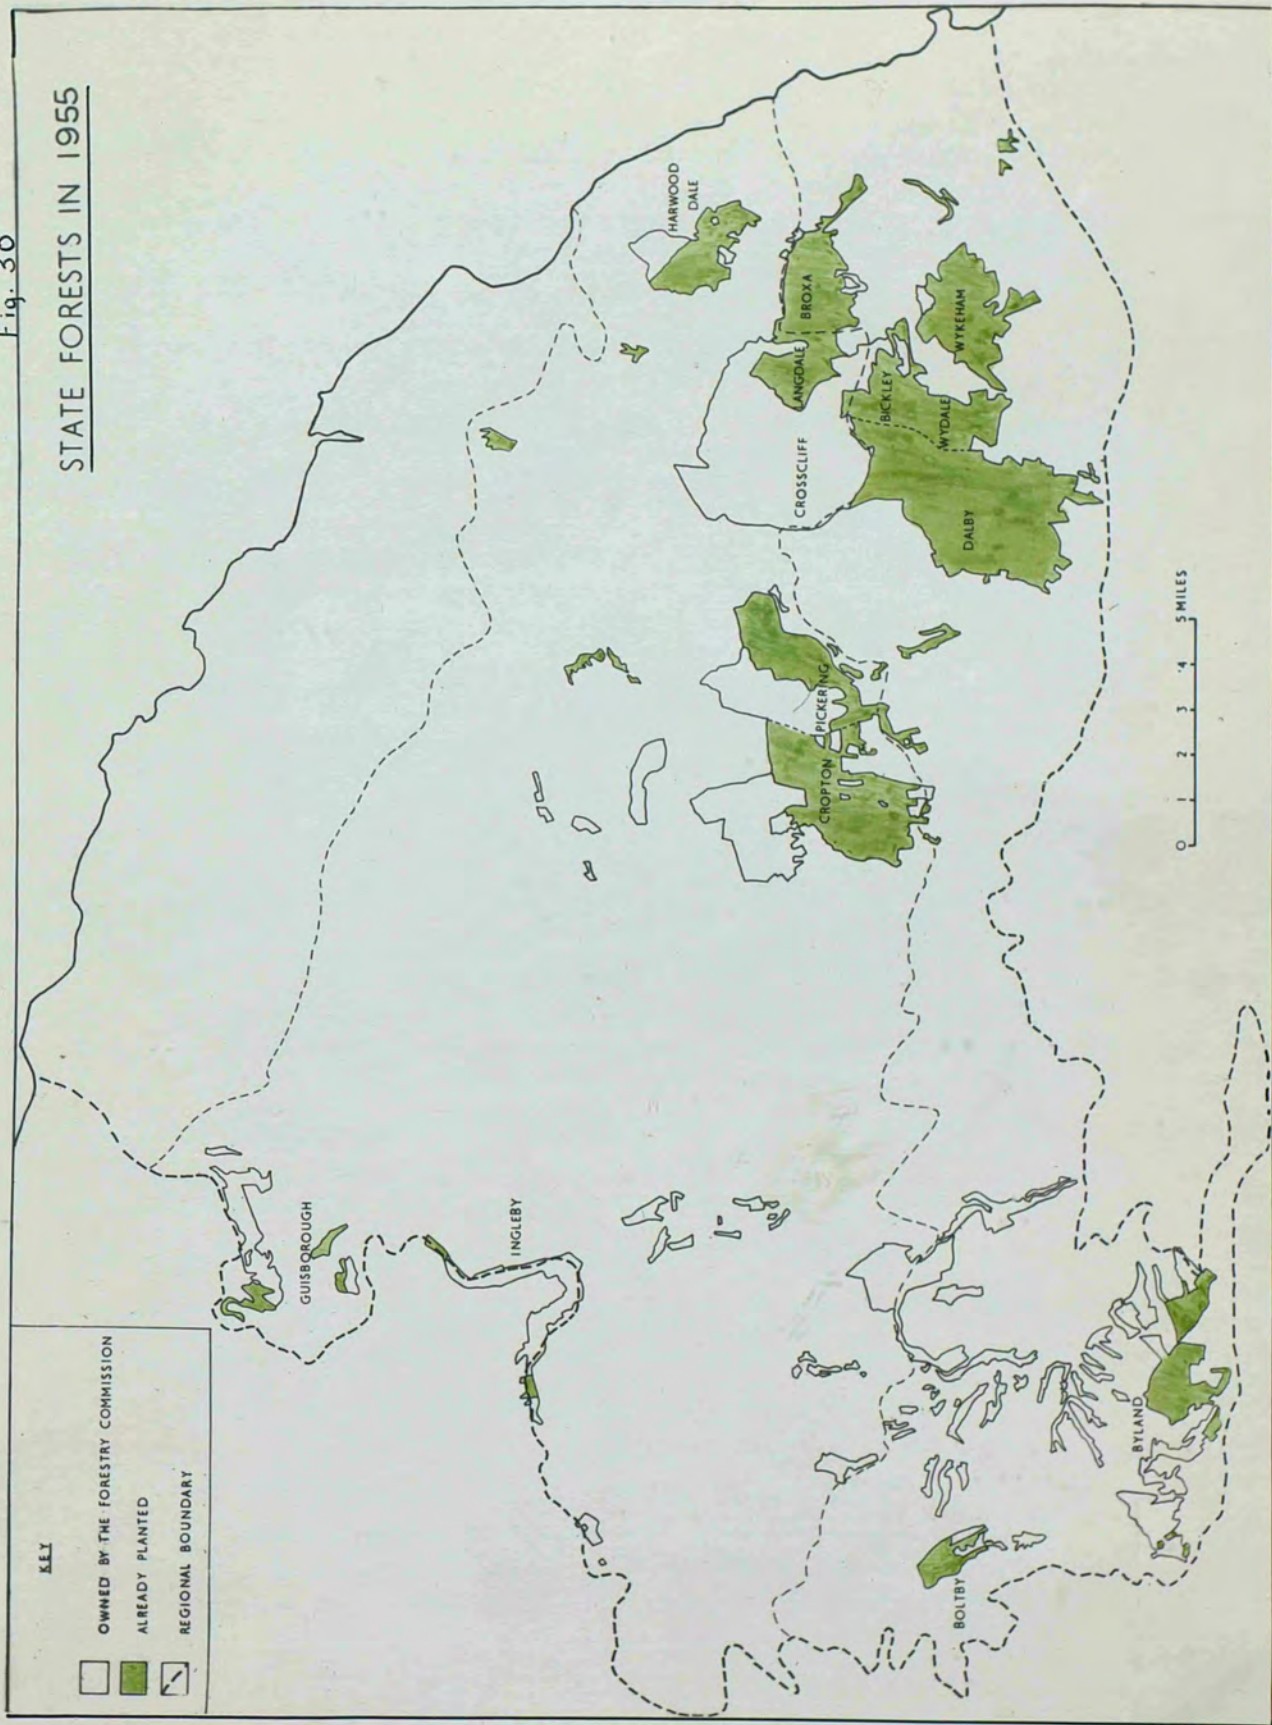 Fig. 30
STATE FORESTS IN 1955
KEY
OWNED BY THE FORESTRY COMMISSION
ALREADY PLANTED
REGIONAL BOUNDARY
GUISBOROUGH
INGLEBY
HARWOOD
DALE
BROXA
LANGDALE
CROSSCLIFF
BICKLEY
WYKEHAM
WYDALE
DALBY
PICKERING
CROPTON
BOLTBY
BYLAND
0 1 2 3 4 5 MILES